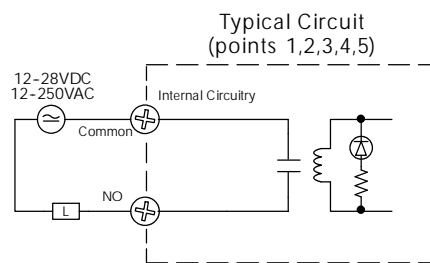 Typical Circuit
(points 1,2,3,4,5)
12-28VDC
12-250VAC
Internal Circuitry
Common
NO
L